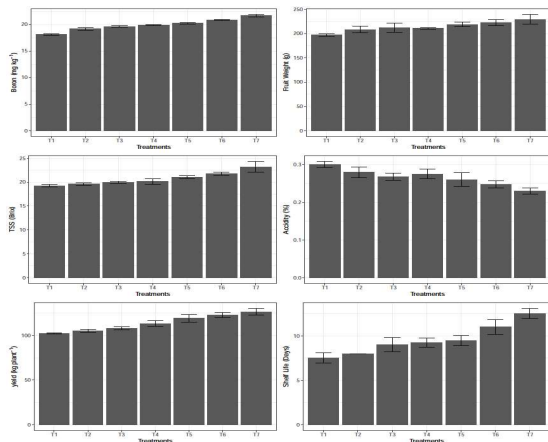 Boron (mg kg⁻¹)
20
15
10
5
0
T1 T2 T3 T4 T5 T6 T7
Treatments
Fruit Weight (g)
250
200
150
100
50
0
T1 T2 T3 T4 T5 T6 T7
Treatments
TSS (Brix)
25
20
15
10
5
0
T1 T2 T3 T4 T5 T6 T7
Treatments
Acidity (%)
0.3
0.2
0.1
0.0
T1 T2 T3 T4 T5 T6 T7
Treatments
yield (kg plant⁻¹)
100
50
0
T1 T2 T3 T4 T5 T6 T7
Treatments
Shelf Life (Days)
10
5
0
T1 T2 T3 T4 T5 T6 T7
Treatments